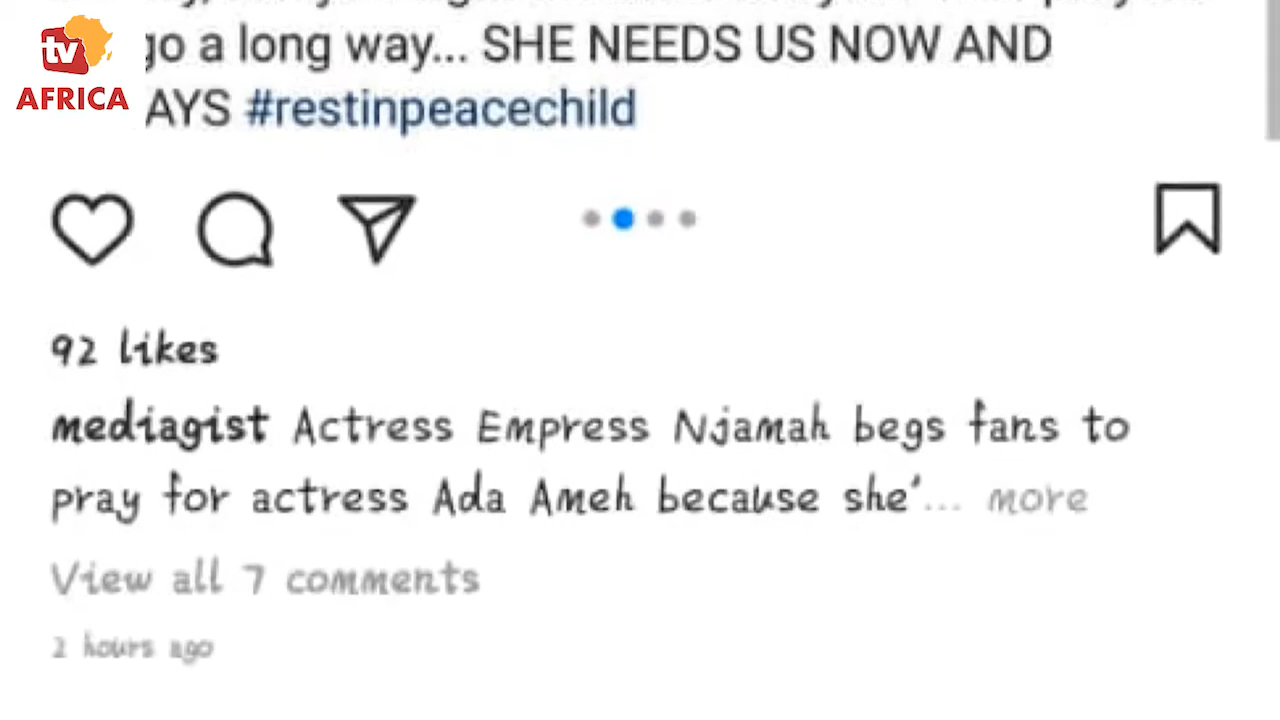 tv
AFRICA
go a long way... SHE NEEDS US NOW AND
AYS #restinpeacechild
92 likes
mediagist Actress Empress Njamah begs fans to
pray for actress Ada Ameh because she'... more
View all 7 comments
2 hours ago